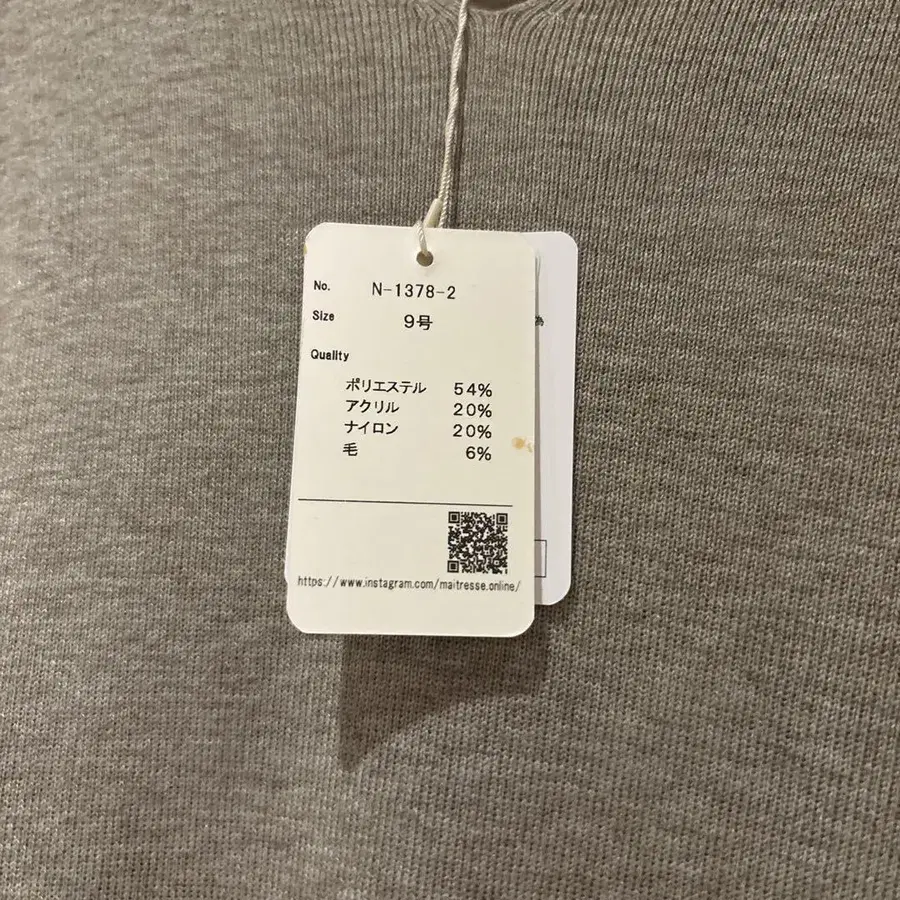 No. N-1378-2
Size 9号
Quality
ポリエステル 54%
アクリル 20%
ナイロン 20%
毛 6%
https://www.instagram.com/maitresse.online/
為